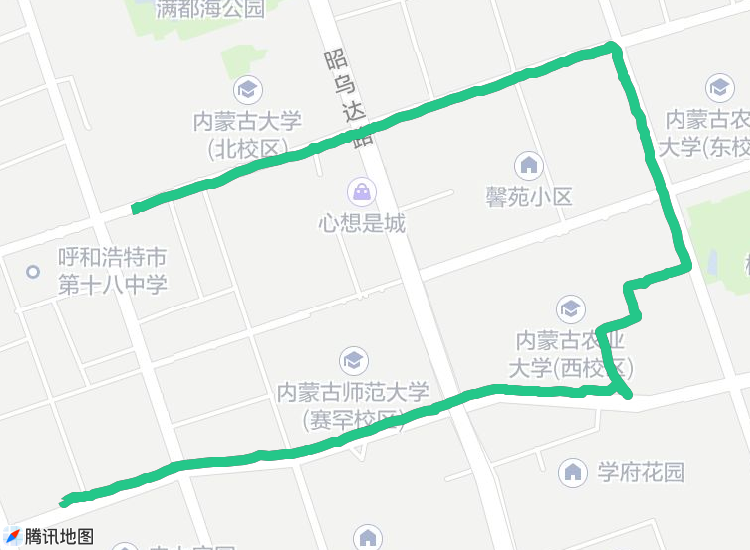 满都海公园
昭乌达路
内蒙古大学
(北校区)
内蒙古农
大学(东校
馨苑小区
心想是城
呼和浩特市
第十八中学
内蒙古农业
大学(西校区)
内蒙古师范大学
(赛罕校区)
学府花园
腾讯地图